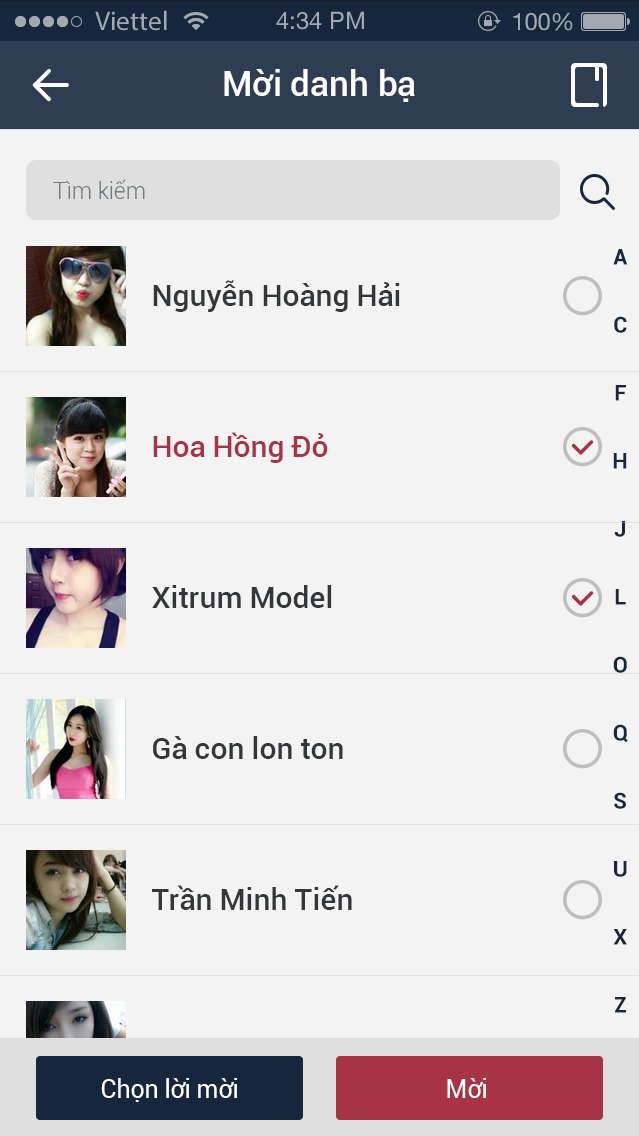 Viettel 4:34 PM 100%
Mời danh bạ
Tìm kiếm
A
Nguyễn Hoàng Hải
C
F
Hoa Hồng Đỏ
H
J
Xitrum Model
L
O
Q
Gà con lon ton
S
U
Trần Minh Tiến
X
Z
Chọn lời mời
Mời